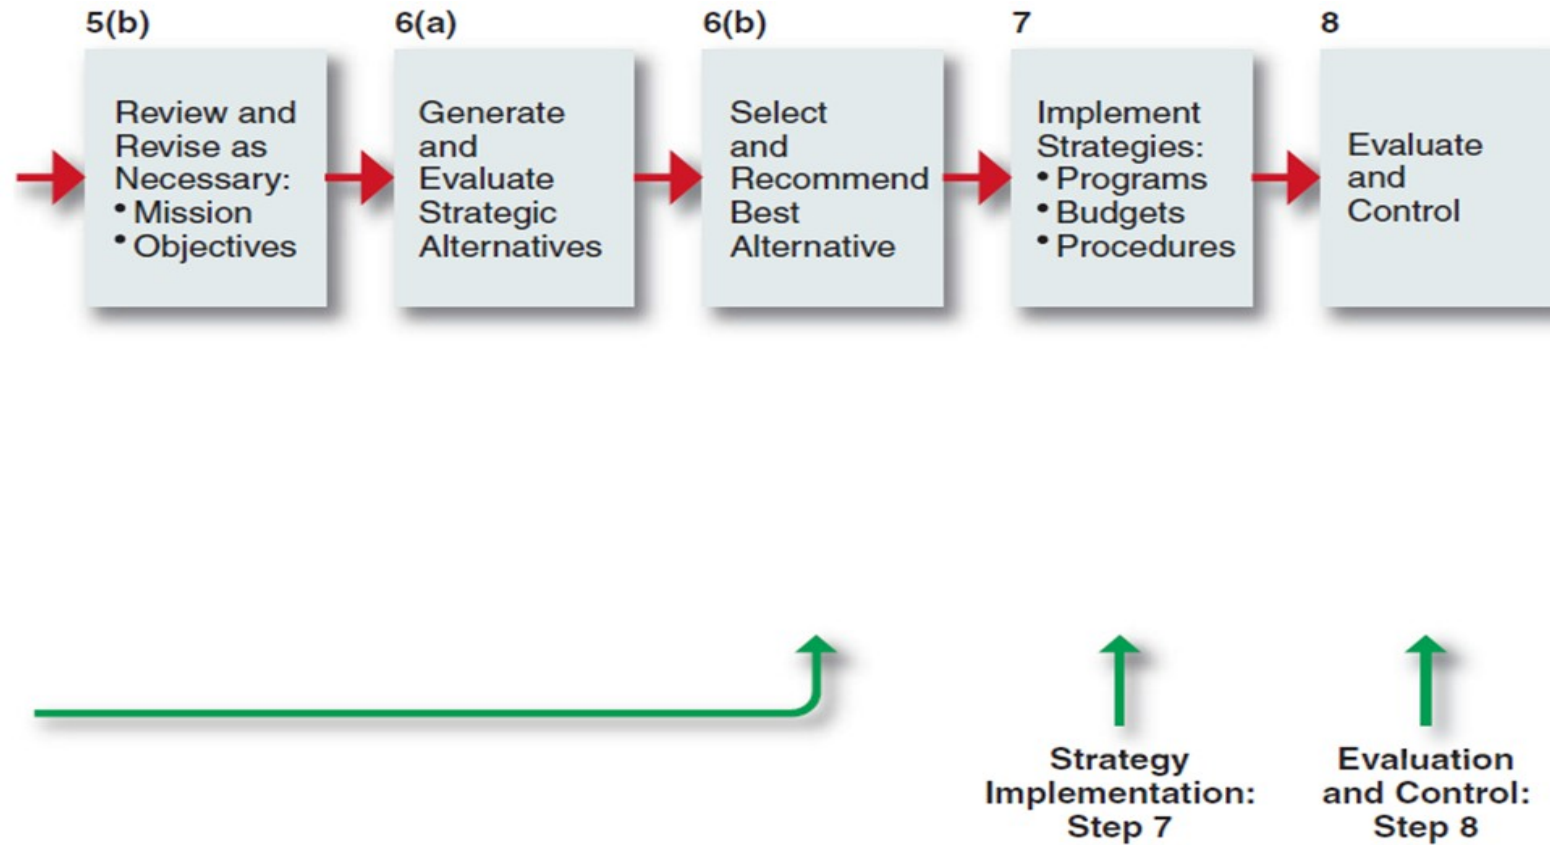 5(b)
Review and
Revise as
Necessary:
• Mission
• Objectives
6(a)
Generate
and
Evaluate
Strategic
Alternatives
6(b)
Select
and
Recommend
Best
Alternative
7
Implement
Strategies:
• Programs
• Budgets
• Procedures
8
Evaluate
and
Control
Strategy
Implementation:
Step 7
Evaluation
and Control:
Step 8